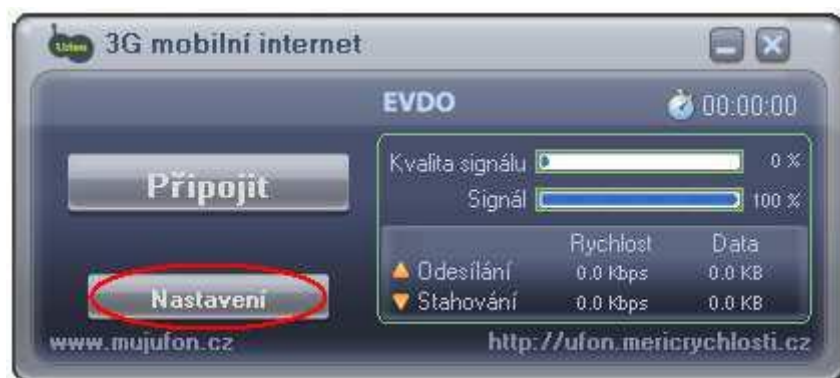 Ufon 3G mobilní internet
EVDO 00:00:00
Připojit
Kvalita signálu 0 %
Signál 100 %
Rychlost Data
Odesílání 0.0 Kbps 0.0 KB
Stahování 0.0 Kbps 0.0 KB
Nastavení
www.mujufon.cz http://ufon.mericrychlosti.cz